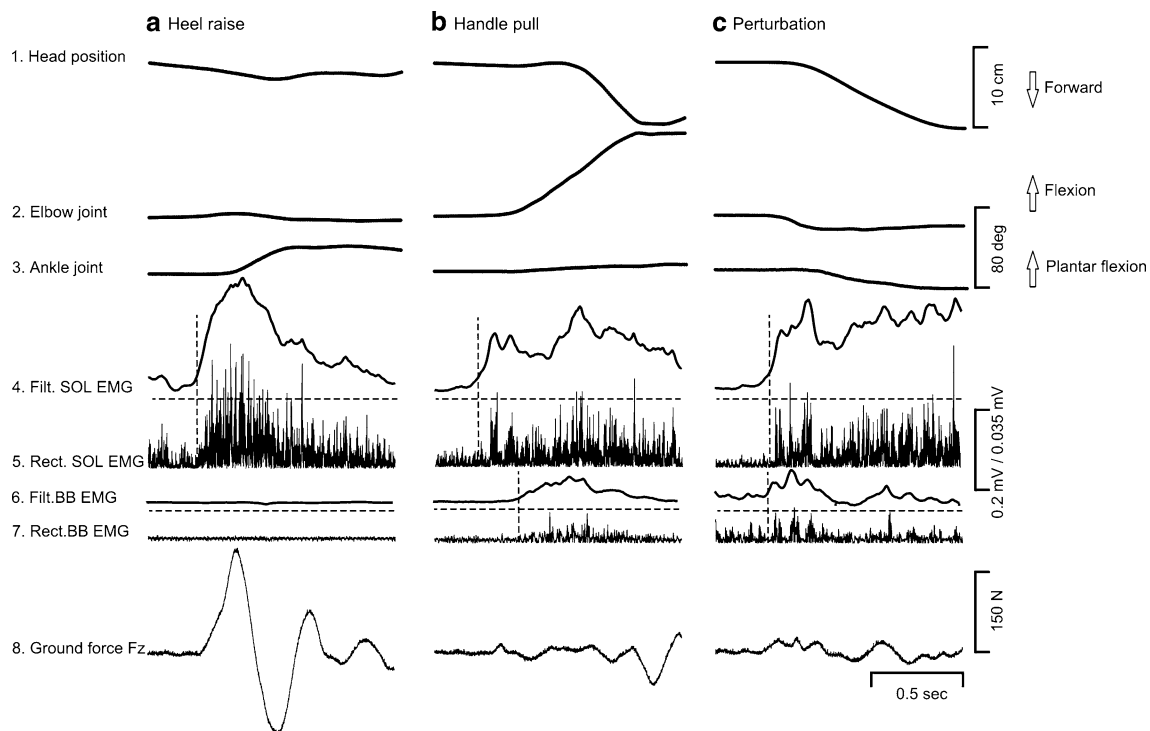 a Heel raise
b Handle pull
c Perturbation
1. Head position
10 cm
Forward
Flexion
2. Elbow joint
80 deg
3. Ankle joint
Plantar flexion
4. Filt. SOL EMG
5. Rect. SOL EMG
0.2 mV / 0.035 mV
6. Filt.BB EMG
7. Rect.BB EMG
150 N
8. Ground force Fz
0.5 sec